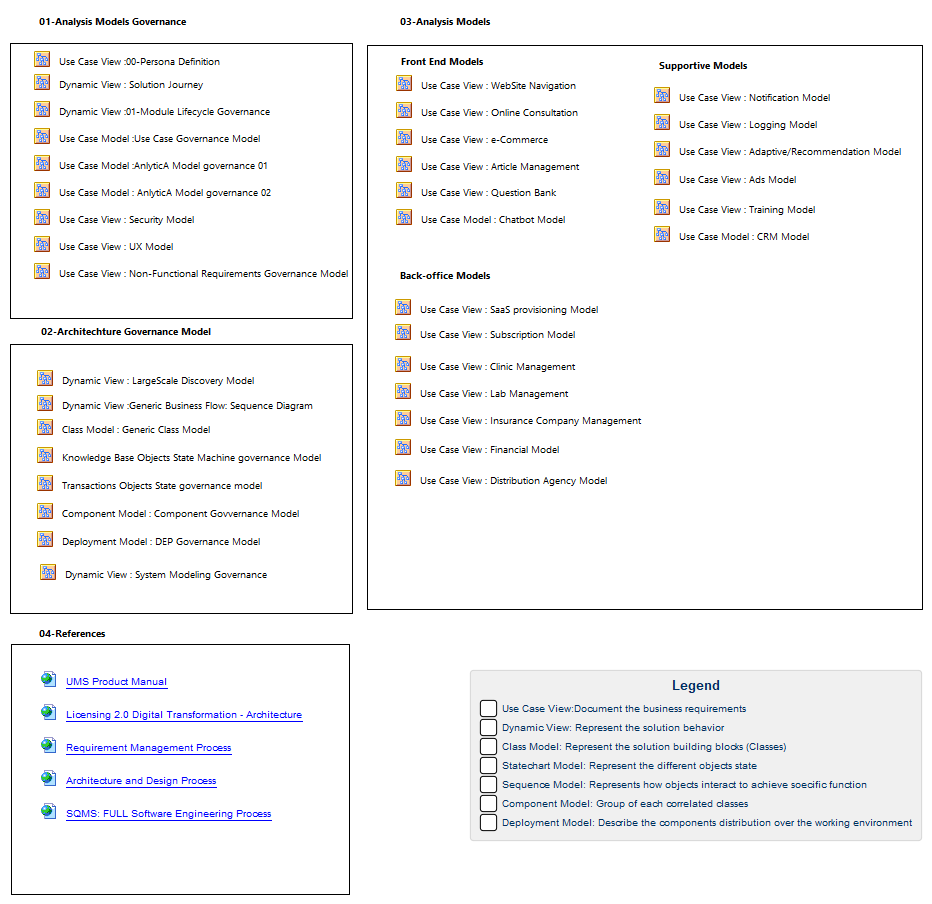 01-Analysis Models Governance
Use Case View :00-Persona Definition
Dynamic View : Solution Journey
Dynamic View :01-Module Lifecycle Governance
Use Case Model :Use Case Governance Model
Use Case Model :AnlyticA Model governance 01
Use Case Model : AnlyticA Model governance 02
Use Case View : Security Model
Use Case View : UX Model
Use Case View : Non-Functional Requirements Governance Model
02-Architechture Governance Model
Dynamic View : LargeScale Discovery Model
Dynamic View :Generic Business Flow: Sequence Diagram
Class Model : Generic Class Model
Knowledge Base Objects State Machine governance Model
Transactions Objects State governance model
Component Model : Component Govvernance Model
Deployment Model : DEP Governance Model
Dynamic View : System Modeling Governance
03-Analysis Models
Front End Models
Use Case View : WebSite Navigation
Use Case View : Online Consultation
Use Case View : e-Commerce
Use Case View : Article Management
Use Case View : Question Bank
Use Case Model : Chatbot Model
Supportive Models
Use Case View : Notification Model
Use Case View : Logging Model
Use Case View : Adaptive/Recommendation Model
Use Case View : Ads Model
Use Case View : Training Model
Use Case Model : CRM Model
Back-office Models
Use Case View : SaaS provisioning Model
Use Case View : Subscription Model
Use Case View : Clinic Management
Use Case View : Lab Management
Use Case View : Insurance Company Management
Use Case View : Financial Model
Use Case View : Distribution Agency Model
04-References
UMS Product Manual
Licensing 2.0 Digital Transformation - Architecture
Requirement Management Process
Architecture and Design Process
SQMS: FULL Software Engineering Process
Legend
Use Case View:Document the business requirements
Dynamic View: Represent the solution behavior
Class Model: Represent the solution building blocks (Classes)
Statechart Model: Represent the different objects state
Sequence Model: Represents how objects interact to achieve soecific function
Component Model: Group of each correlated classes
Deployment Model: Describe the components distribution over the working environment